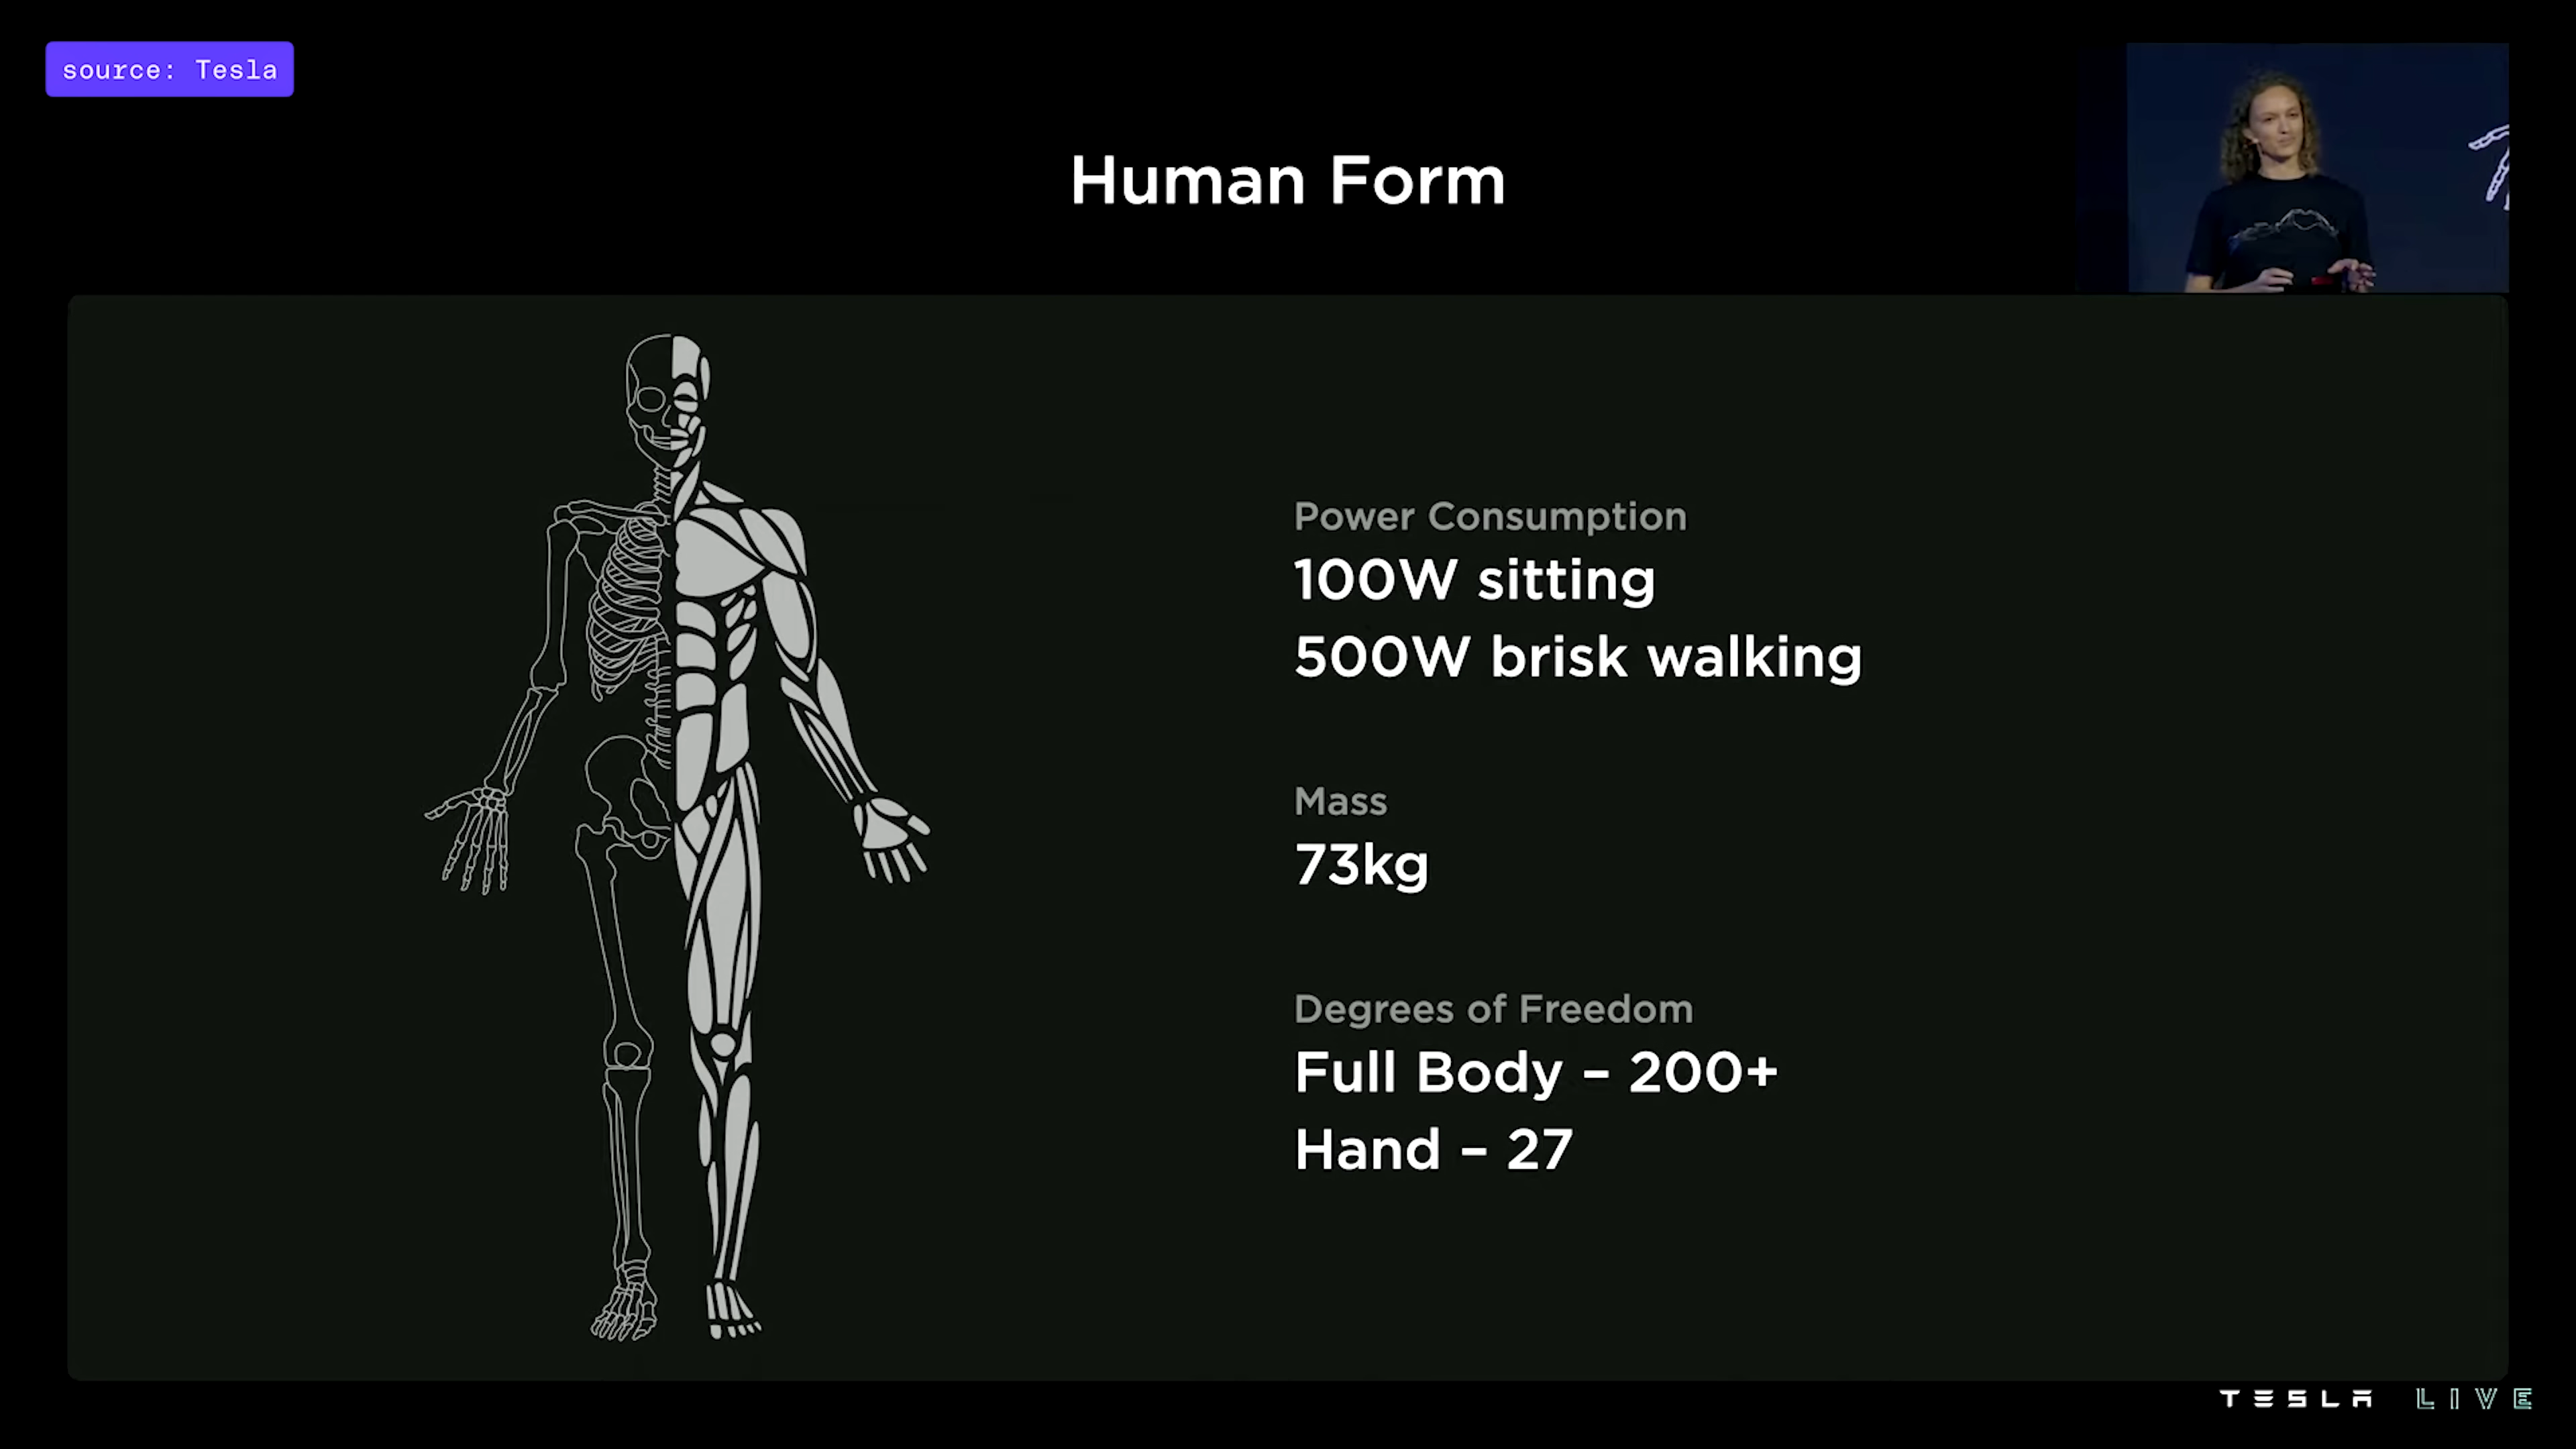 source: Tesla
Human Form
Power Consumption
100W sitting
500W brisk walking
Mass
73kg
Degrees of Freedom
Full Body – 200+
Hand – 27
TESLA LIVE